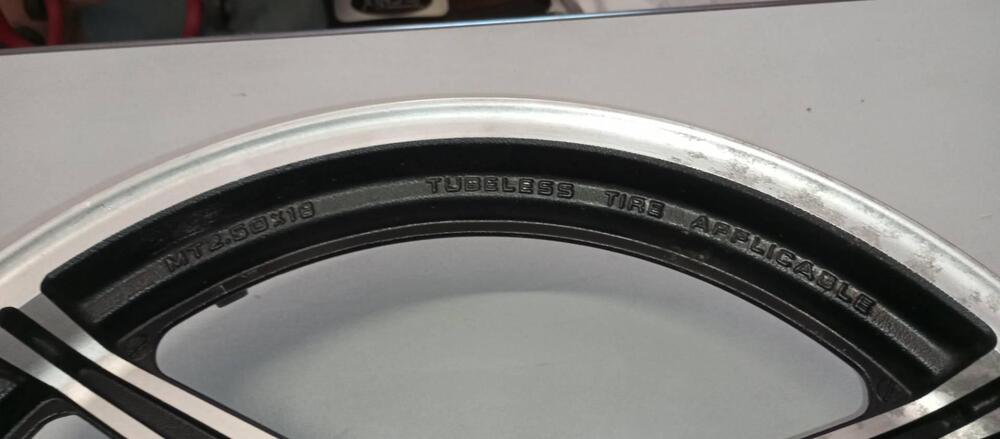 MT2.50x18 TUBELESS TIRE APPLICABLE